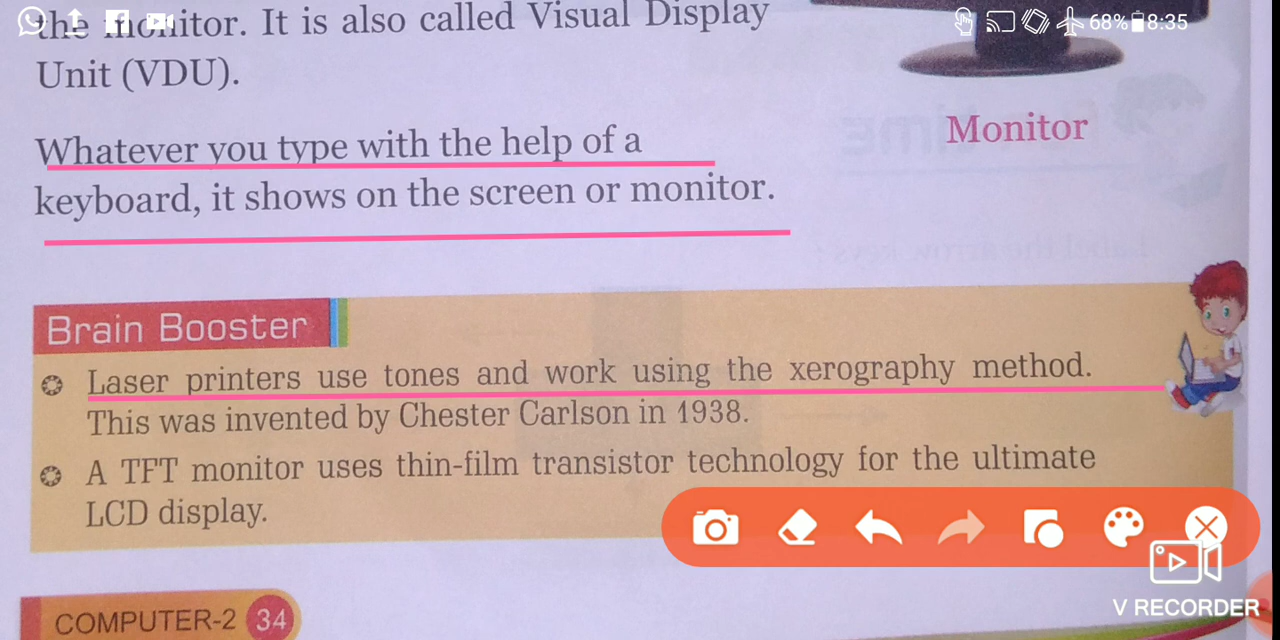 the monitor. It is also called Visual Display
Unit (VDU).
Whatever you type with the help of a
keyboard, it shows on the screen or monitor.
Monitor
Brain Booster
Laser printers use tones and work using the xerography method.
This was invented by Chester Carlson in 1938.
A TFT monitor uses thin-film transistor technology for the ultimate
LCD display.
COMPUTER-2 34
68% 8:35
V RECORDER